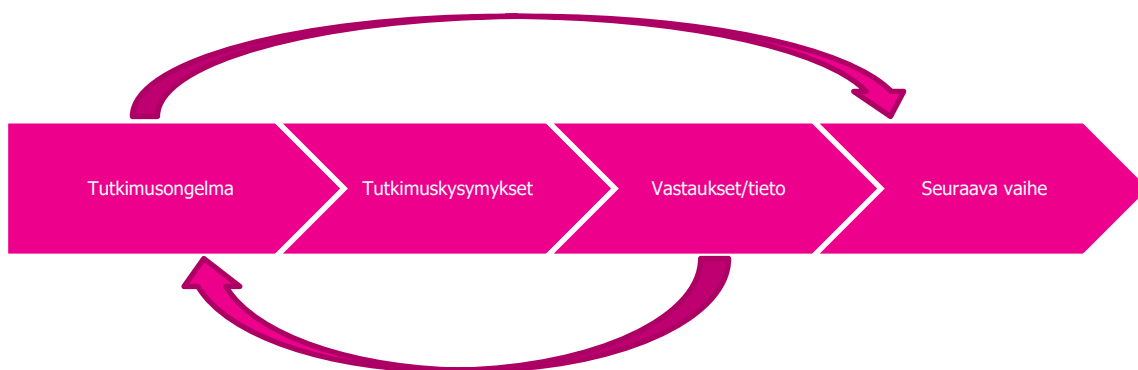 Tutkimusongelma
Tutkimuskysymykset
Vastaukset/tieto
Seuraava vaihe